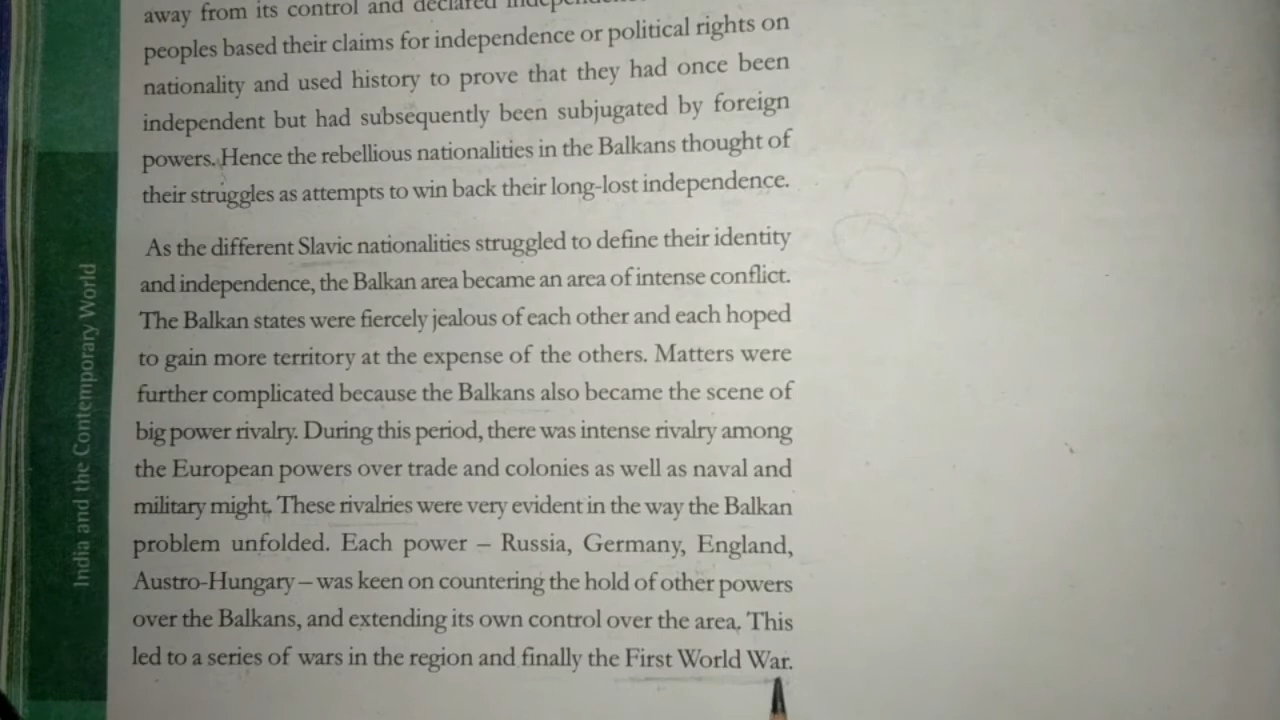 away from its control and declared
peoples based their claims for independence or political rights on
nationality and used history to prove that they had once been
independent but had subsequently been subjugated by foreign
powers. Hence the rebellious nationalities in the Balkans thought of
their struggles as attempts to win back their long-lost independence.
As the different Slavic nationalities struggled to define their identity
and independence, the Balkan area became an area of intense conflict.
The Balkan states were fiercely jealous of each other and each hoped
to gain more territory at the expense of the others. Matters were
further complicated because the Balkans also became the scene of
big power rivalry. During this period, there was intense rivalry among
the European powers over trade and colonies as well as naval and
military might. These rivalries were very evident in the way the Balkan
problem unfolded. Each power – Russia, Germany, England,
Austro-Hungary – was keen on countering the hold of other powers
over the Balkans, and extending its own control over the area. This
led to a series of wars in the region and finally the First World War.
India and the Contemporary World